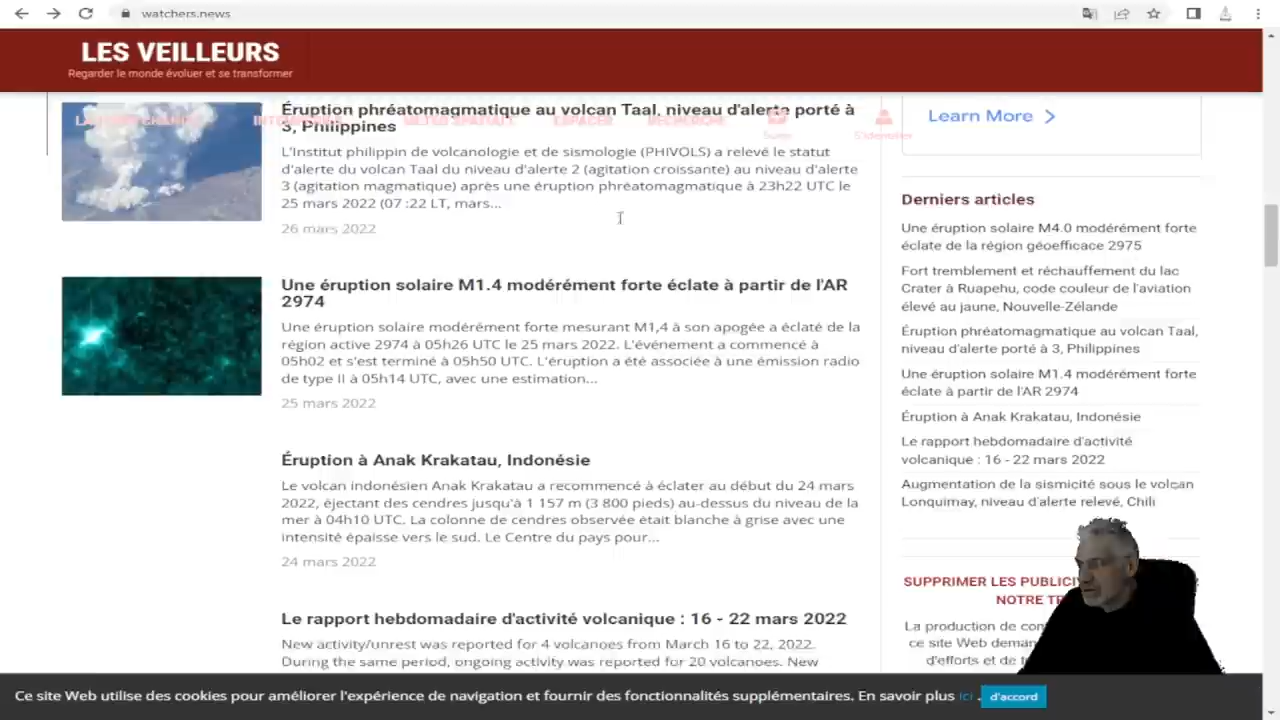 watchers.news
LES VEILLEURS
Regarder le monde évoluer et se transformer
RECHERCHE
S'identifier
Éruption phréatomagmatique au volcan Taal, niveau d'alerte porté à
3, Philippines
L'Institut philippin de volcanologie et de sismologie (PHIVOLS) a relevé le statut
d'alerte du volcan Taal du niveau d'alerte 2 (agitation croissante) au niveau d'alerte
3 (agitation magmatique) après une éruption phréatomagmatique à 23h22 UTC le
25 mars 2022 (07 :22 LT, mars...
26 mars 2022
Une éruption solaire M1.4 modérément forte éclate à partir de l'AR
2974
Une éruption solaire modérément forte mesurant M1,4 à son apogée a éclaté de la
région active 2974 à 05h26 UTC le 25 mars 2022. L'événement a commencé à
05h02 et s'est terminé à 05h50 UTC. L'éruption a été associée à une émission radio
de type II à 05h14 UTC, avec une estimation...
25 mars 2022
Éruption à Anak Krakatau, Indonésie
Le volcan indonésien Anak Krakatau a recommencé à éclater au début du 24 mars
2022, éjectant des cendres jusqu'à 1 157 m (3 800 pieds) au-dessus du niveau de la
mer à 04h10 UTC. La colonne de cendres observée était blanche à grise avec une
intensité épaisse vers le sud. Le Centre du pays pour...
24 mars 2022
Le rapport hebdomadaire d'activité volcanique : 16 - 22 mars 2022
New activity/unrest was reported for 4 volcanoes from March 16 to 22, 2022.
During the same period, ongoing activity was reported for 20 volcanoes. New
Learn More
Derniers articles
Une éruption solaire M4.0 modérément forte
éclate de la région géoefficace 2975
Fort tremblement et réchauffement du lac
Crater à Ruapehu, code couleur de l'aviation
élevé au jaune, Nouvelle-Zélande
Éruption phréatomagmatique au volcan Taal,
niveau d'alerte porté à 3, Philippines
Une éruption solaire M1.4 modérément forte
éclate à partir de l'AR 2974
Éruption à Anak Krakatau, Indonésie
Le rapport hebdomadaire d'activité
volcanique : 16 - 22 mars 2022
Augmentation de la sismicité sous le volcan
Lonquimay, niveau d'alerte relevé, Chili
SUPPRIMER LES
NOTRE
La production de
ce site Web
d'efforts et de
Ce site Web utilise des cookies pour améliorer l'expérience de navigation et fournir des fonctionnalités supplémentaires. En savoir plus ici . d'accord